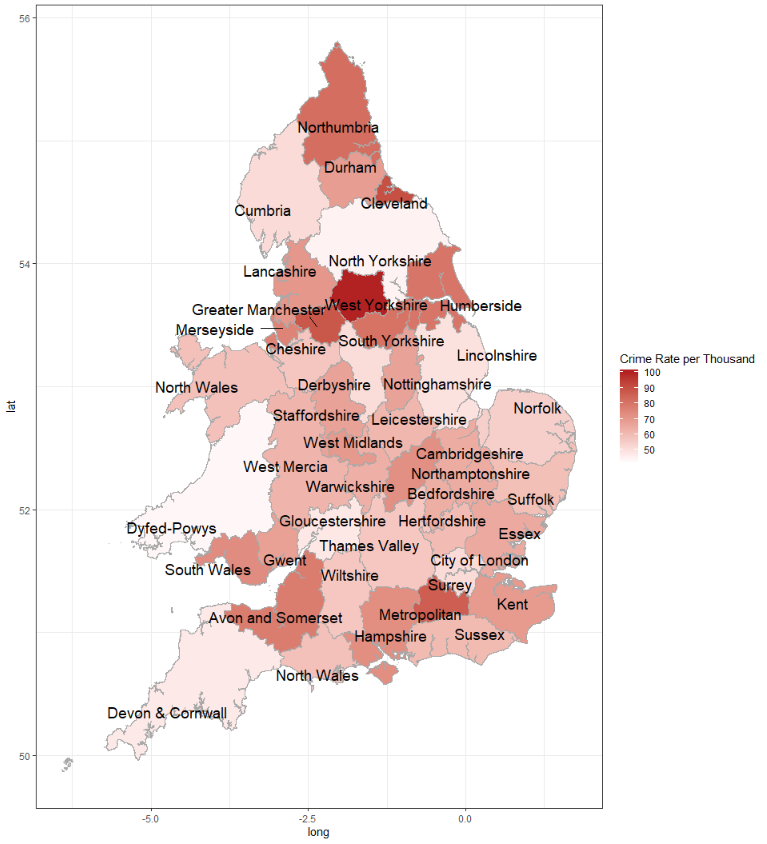 56
Northumbria
Durham
Cleveland
Cumbria
54
North Yorkshire
Lancashire
Crime Rate per Thousand
100
90
80
70
60
50
Greater Manchester
West Yorkshire
Humberside
Merseyside
Cheshire
South Yorkshire
Lincolnshire
North Wales
Derbyshire
Nottinghamshire
lat
Staffordshire
Leicestershire
Norfolk
West Midlands
Cambridgeshire
West Mercia
Northamptonshire
Warwickshire
Bedfordshire
Suffolk
52
Dyfed-Powys
Gloucestershire
Hertfordshire
Essex
Thames Valley
South Wales
Gwent
City of London
Wiltshire
Surrey
Kent
Avon and Somerset
Metropolitan
Hampshire
Sussex
North Wales
Devon & Cornwall
50
-5.0
-2.5
0.0
long